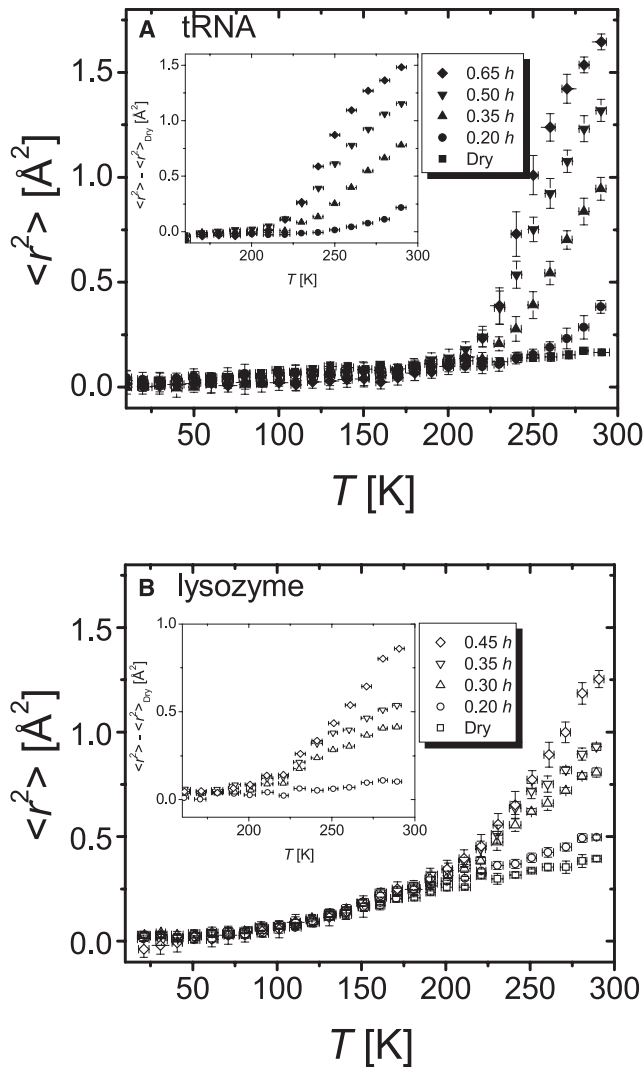 A tRNA
<r²> [Å²]
1.5
1.0
0.5
0.0
50 100 150 200 250 300
T [K]
<r²> - <r²>Dry [Å²]
1.5
1.0
0.5
0.0
200 250 300
T [K]
0.65 h
0.50 h
0.35 h
0.20 h
Dry
B lysozyme
<r²> [Å²]
1.5
1.0
0.5
0.0
50 100 150 200 250 300
T [K]
<r²> - <r²>Dry [Å²]
1.0
0.5
0.0
200 250 300
T [K]
0.45 h
0.35 h
0.30 h
0.20 h
Dry